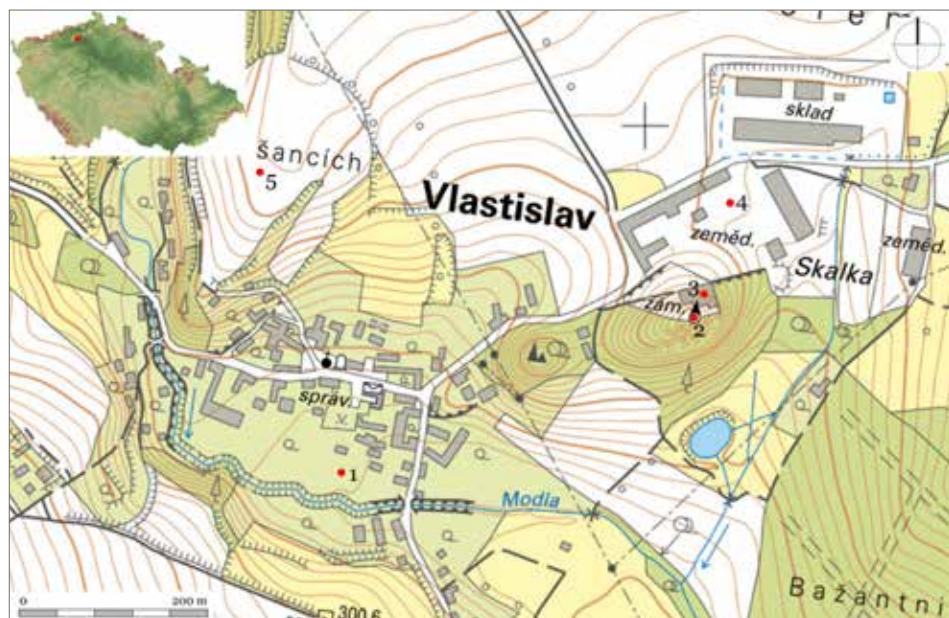 šancích
5
Vlastislav
sklad
4
zeměd.
zeměd.
Skalka
3
zám.
2
správ.
1
Modla
0 200 m
300.6
Bažantni